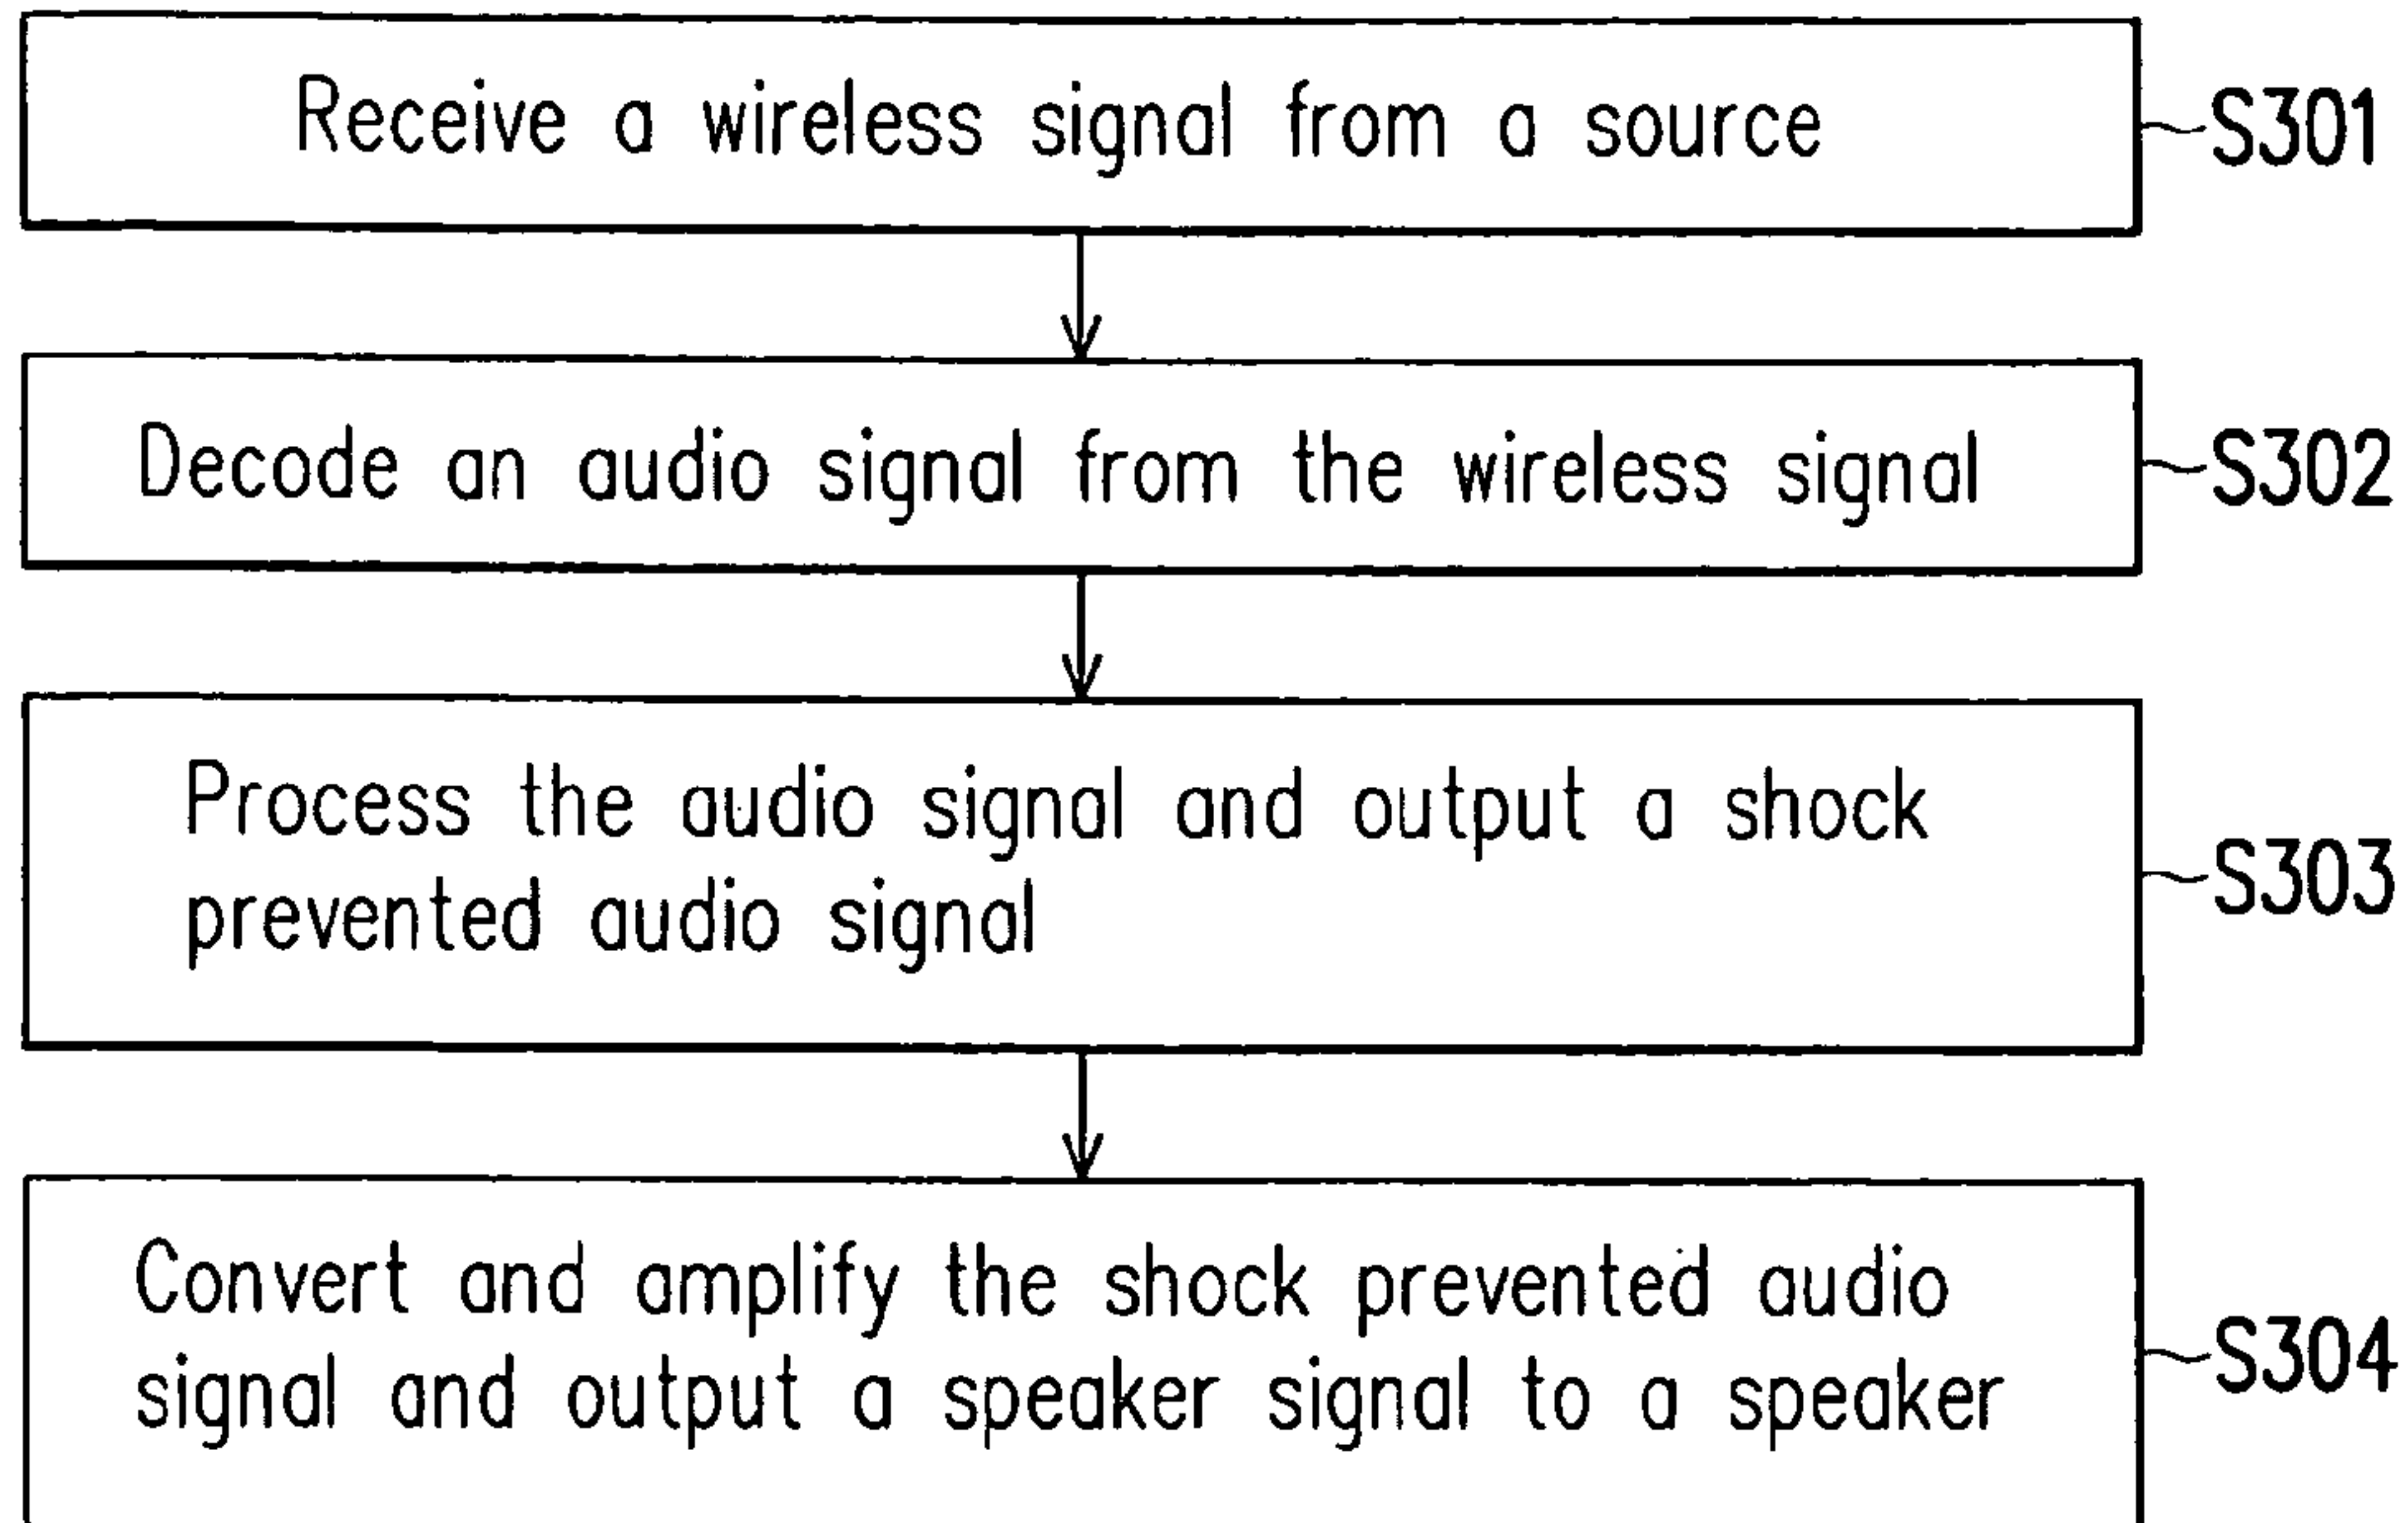 Receive a wireless signal from a source
S301
Decode an audio signal from the wireless signal
S302
Process the audio signal and output a shock
prevented audio signal
S303
Convert and amplify the shock prevented audio
signal and output a speaker signal to a speaker
S304